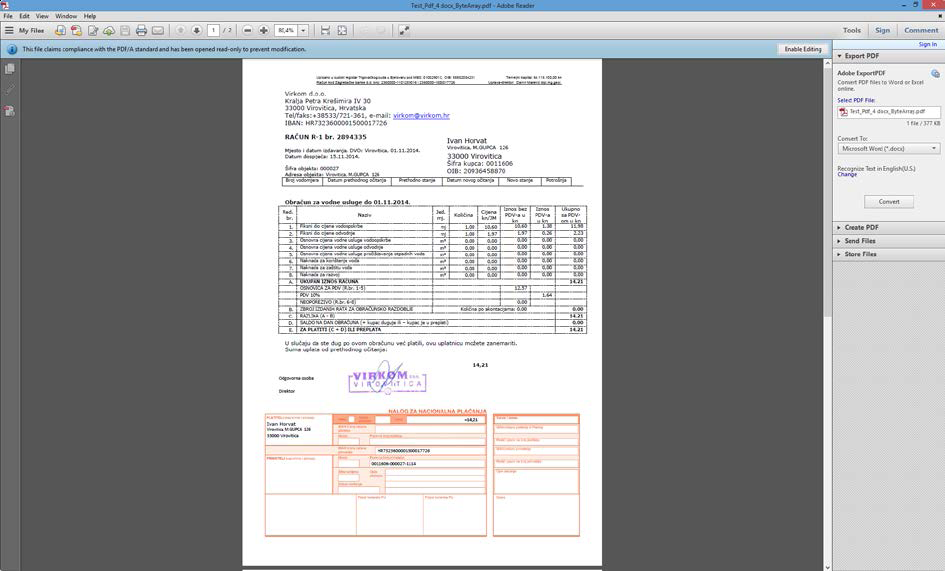 Test_Pdf_4 docx_ByteArray.pdf - Adobe Reader
File Edit View Window Help
My Files 1 / 2 80,4% Tools Sign Comment
Sign In
This file claims compliance with the PDF/A standard and has been opened read-only to prevent modification. Enable Editing
Export PDF
Adobe ExportPDF
Convert PDF files to Word or Excel online.
Select PDF File:
Test_Pdf_4 docx_ByteArray.pdf
1 file / 377 KB
Convert To:
Microsoft Word (*.docx)
Recognize Text in English(U.S.)
Change
Convert
Create PDF
Send Files
Store Files
Virkom d.o.o.
Kralja Petra Krešimira IV 30
33000 Virovitica, Hrvatska
Tel/faks:+38533/721-361, e-mail: virkom@virkom.hr
IBAN: HR7323600001500017726
RAČUN R-1 br. 2894335
Mjesto i datum izdavanja. DVO: Virovitica, 01.11.2014.
Datum dospjeća: 15.11.2014.
Šifra objekta: 000027
Adresa objekta: Virovitica, M.GUPCA 126
Ivan Horvat
Virovitica, M.GUPCA 126
33000 Virovitica
Šifra kupca: 0011606
OIB: 20936458870
Broj vodomjera Datum prethodnog očitanja Prethodno stanje Datum novog očitanja Novo stanje Potrošnja
Obračun za vodne usluge do 01.11.2014.
Rad. br. Naziv Jed. mj. Količina Cijena kn/JM Iznos bez PDV-a u kn Iznos PDV-a u kn Ukupno sa PDV-om u kn
1. Fiksni dio cijene vodoopskrbe nj 1,00 10,60 10,60 1.38 11,98
2. Fiksni dio cijene odvodnje nj 1,00 1,97 1,97 0.26 2,23
3. Osnovna cijena vodne usluge vodoopskrbe m³ 0,00 0,00 0,00 0,00 0,00
4. Osnovna cijena vodne usluge odvodnje m³ 0,00 0,00 0,00 0,00 0,00
5. Osnovna cijena vodne usluge pročišćavanja otpadnih voda m³ 0,00 0,00 0,00 0,00 0,00
6. Naknada za korištenje voda m³ 0,00 0,00 0,00 0,00 0,00
7. Naknada za zaštitu voda m³ 0,00 0,00 0,00 0,00 0,00
8. Naknada za razvoj m³ 0,00 0,00 0,00 0,00 0,00
A. UKUPAN IZNOS RAČUNA 14,21
OSNOVICA ZA PDV (R.br. 1-5) 12.57
PDV 10% 1.64
NEOPOREZIVO (R.br. 6-8) 0.00
B. ZBROJ IZDANIH RATA ZA OBRAČUNSKO RAZDOBLJE Količina po akontacijama: 0,00 0.00
C. RAZLIKA (A - B) 14,21
D. SALDO NA DAN OBRAČUNA (+ kupac duguje ili - kupac je u preplati) 0.00
E. ZA PLATITI (C + D) ILI PREPLATA 14,21
U slučaju da ste dug po ovom obračunu već platili, ovu uplatnicu možete zanemariti.
Suma uplata od prethodnog očitanja:
14,21
Odgovorna osoba
Direktor
VIRKOM d.o.o.
VIROVITICA
NALOG ZA NACIONALNA PLAĆANJA
Ivan Horvat
Virovitica M.GUPCA 126
33000 Virovitica
=14,21
HR7323600001500017726
0011606-000027-1114